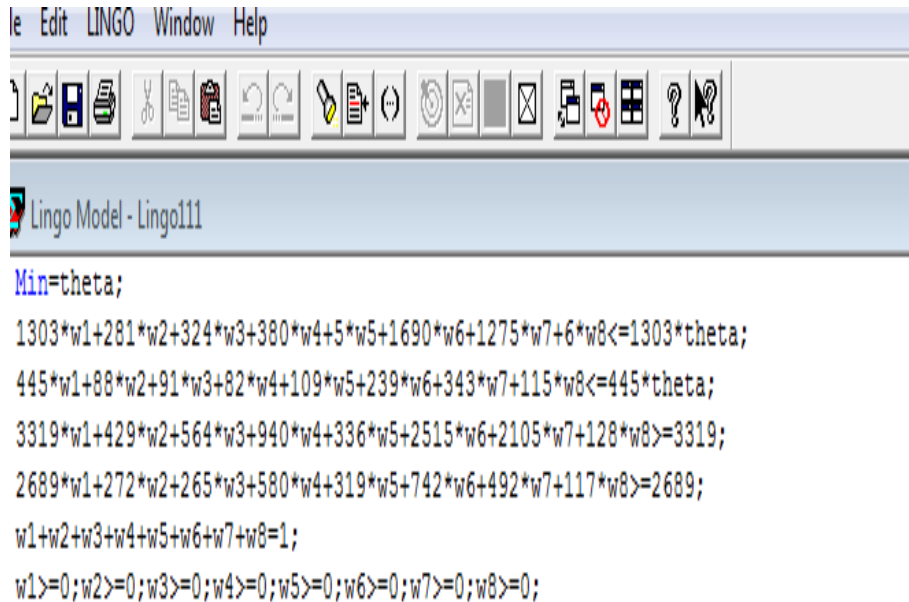 le Edit LINGO Window Help
Lingo Model - Lingo111
Min=theta;
1303*w1+281*w2+324*w3+380*w4+5*w5+1690*w6+1275*w7+6*w8<=1303*theta;
445*w1+88*w2+91*w3+82*w4+109*w5+239*w6+343*w7+115*w8<=445*theta;
3319*w1+429*w2+564*w3+940*w4+336*w5+2515*w6+2105*w7+128*w8>=3319;
2689*w1+272*w2+265*w3+580*w4+319*w5+742*w6+492*w7+117*w8>=2689;
w1+w2+w3+w4+w5+w6+w7+w8=1;
w1>=0;w2>=0;w3>=0;w4>=0;w5>=0;w6>=0;w7>=0;w8>=0;